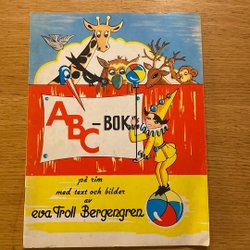 ABC-BOK
på rim
med text och bilder
av
eva Troll Bergengren